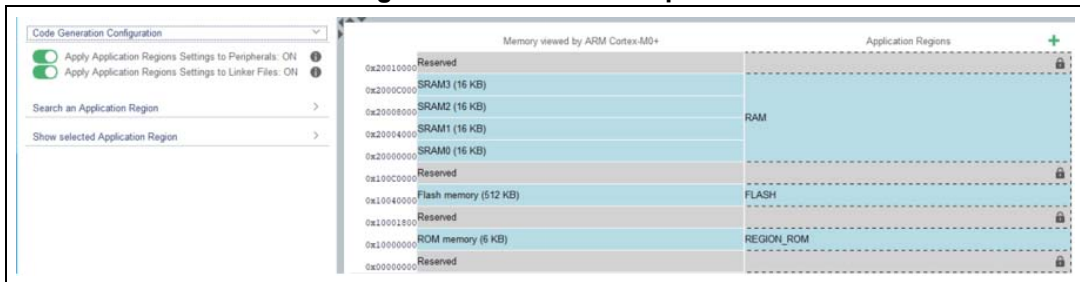 Code Generation Configuration
Apply Application Regions Settings to Peripherals: ON
Apply Application Regions Settings to Linker Files: ON
Search an Application Region
Show selected Application Region
Memory viewed by ARM Cortex-M0+ Application Regions
0x20010000 Reserved
0x2000C000 SRAM3 (16 KB)
0x20008000 SRAM2 (16 KB)
RAM
0x20004000 SRAM1 (16 KB)
0x20000000 SRAM0 (16 KB)
0x100C0000 Reserved
0x10040000 Flash memory (512 KB) FLASH
0x10001800 Reserved
0x10000000 ROM memory (6 KB) REGION_ROM
0x00000000 Reserved